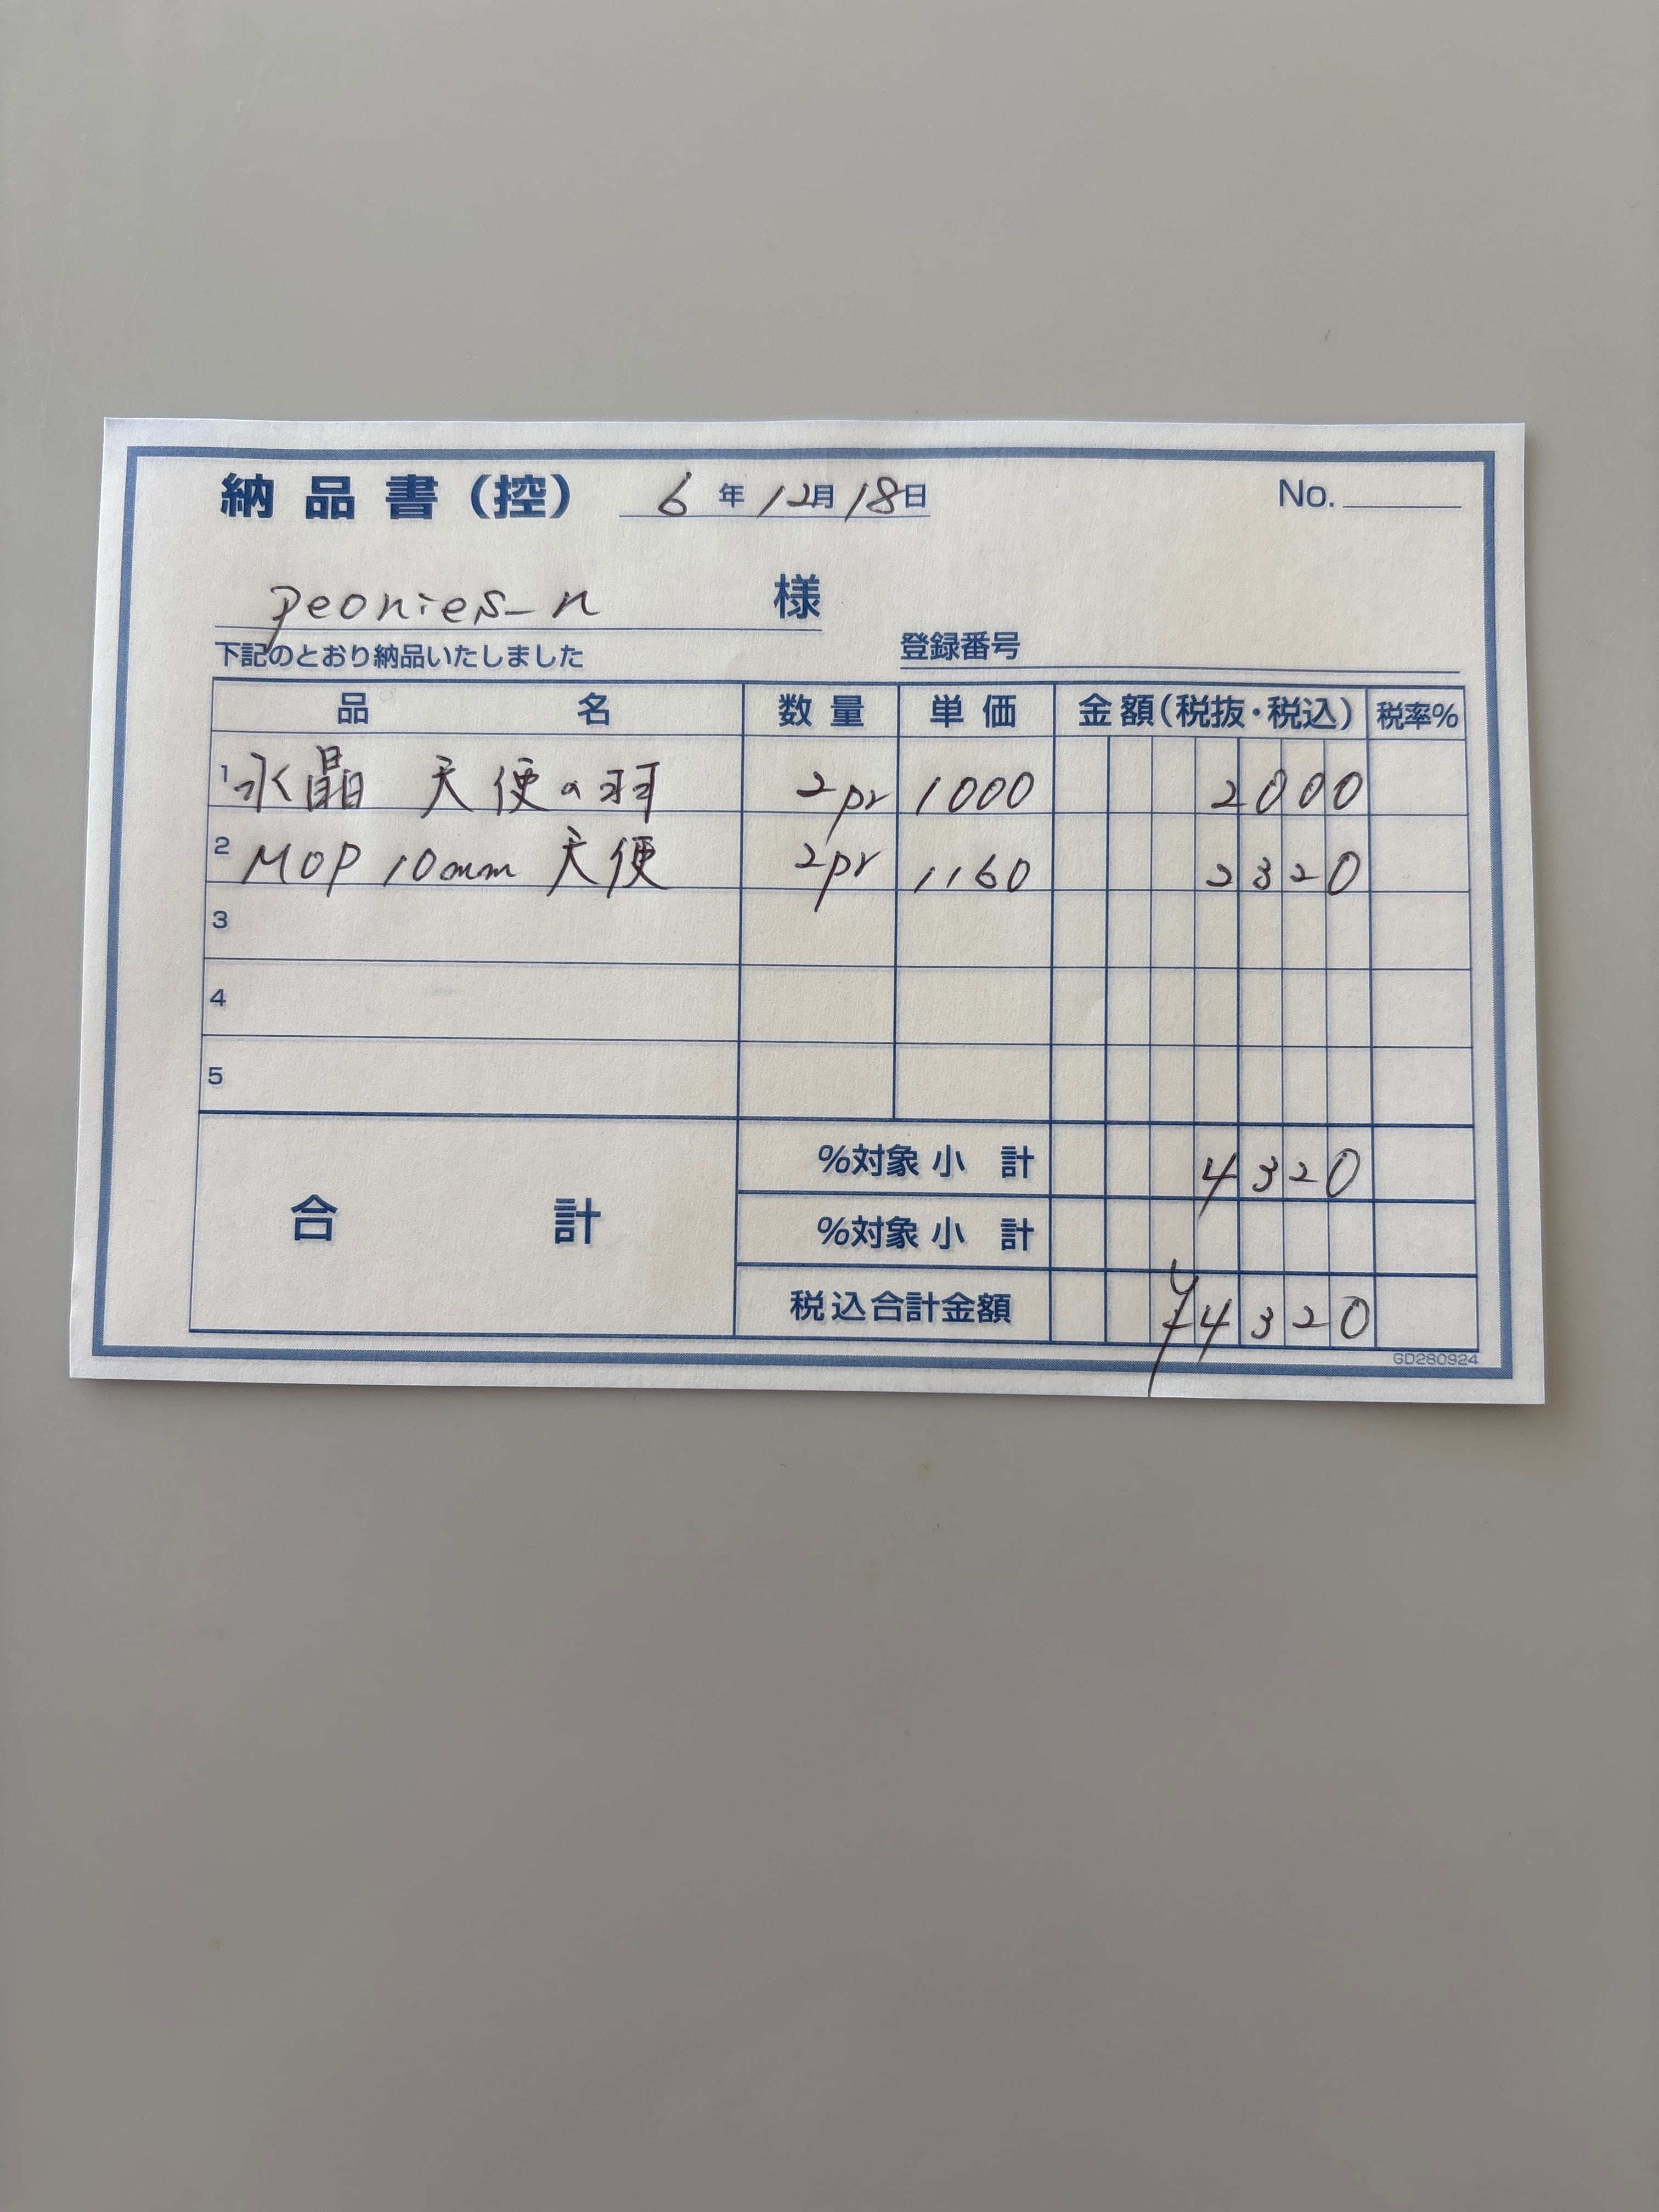 納品書（控） 6年12月18日 No.
peonies_n 様
下記のとおり納品いたしました 登録番号
品名 数量 単価 金額（税抜・税込） 税率%
1 水晶 天使の羽 2pr 1000 2000
2 MOP 10mm 天使 2pr 1160 2320
3
4
5
合計 %対象小計 4320
%対象小計
税込合計金額 ¥4320
GD280924